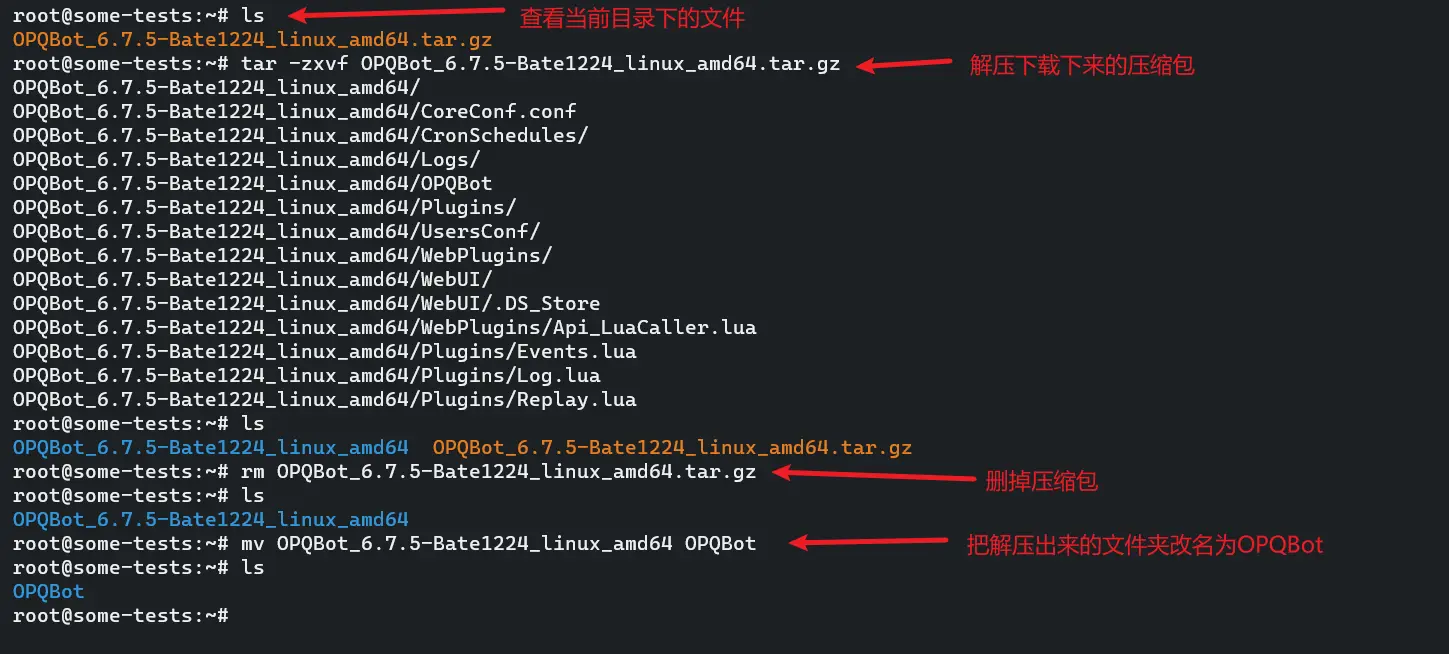 root@some-tests:~# ls 查看当前目录下的文件
OPQBot_6.7.5-Bate1224_linux_amd64.tar.gz
root@some-tests:~# tar -zxvf OPQBot_6.7.5-Bate1224_linux_amd64.tar.gz 解压下载下来的压缩包
OPQBot_6.7.5-Bate1224_linux_amd64/
OPQBot_6.7.5-Bate1224_linux_amd64/CoreConf.conf
OPQBot_6.7.5-Bate1224_linux_amd64/CronSchedules/
OPQBot_6.7.5-Bate1224_linux_amd64/Logs/
OPQBot_6.7.5-Bate1224_linux_amd64/OPQBot
OPQBot_6.7.5-Bate1224_linux_amd64/Plugins/
OPQBot_6.7.5-Bate1224_linux_amd64/UsersConf/
OPQBot_6.7.5-Bate1224_linux_amd64/WebPlugins/
OPQBot_6.7.5-Bate1224_linux_amd64/WebUI/
OPQBot_6.7.5-Bate1224_linux_amd64/WebUI/.DS_Store
OPQBot_6.7.5-Bate1224_linux_amd64/WebPlugins/Api_LuaCaller.lua
OPQBot_6.7.5-Bate1224_linux_amd64/Plugins/Events.lua
OPQBot_6.7.5-Bate1224_linux_amd64/Plugins/Log.lua
OPQBot_6.7.5-Bate1224_linux_amd64/Plugins/Replay.lua
root@some-tests:~# ls
OPQBot_6.7.5-Bate1224_linux_amd64 OPQBot_6.7.5-Bate1224_linux_amd64.tar.gz
root@some-tests:~# rm OPQBot_6.7.5-Bate1224_linux_amd64.tar.gz 删掉压缩包
root@some-tests:~# ls
OPQBot_6.7.5-Bate1224_linux_amd64
root@some-tests:~# mv OPQBot_6.7.5-Bate1224_linux_amd64 OPQBot 把解压出来的文件夹改名为OPQBot
root@some-tests:~# ls
OPQBot
root@some-tests:~#